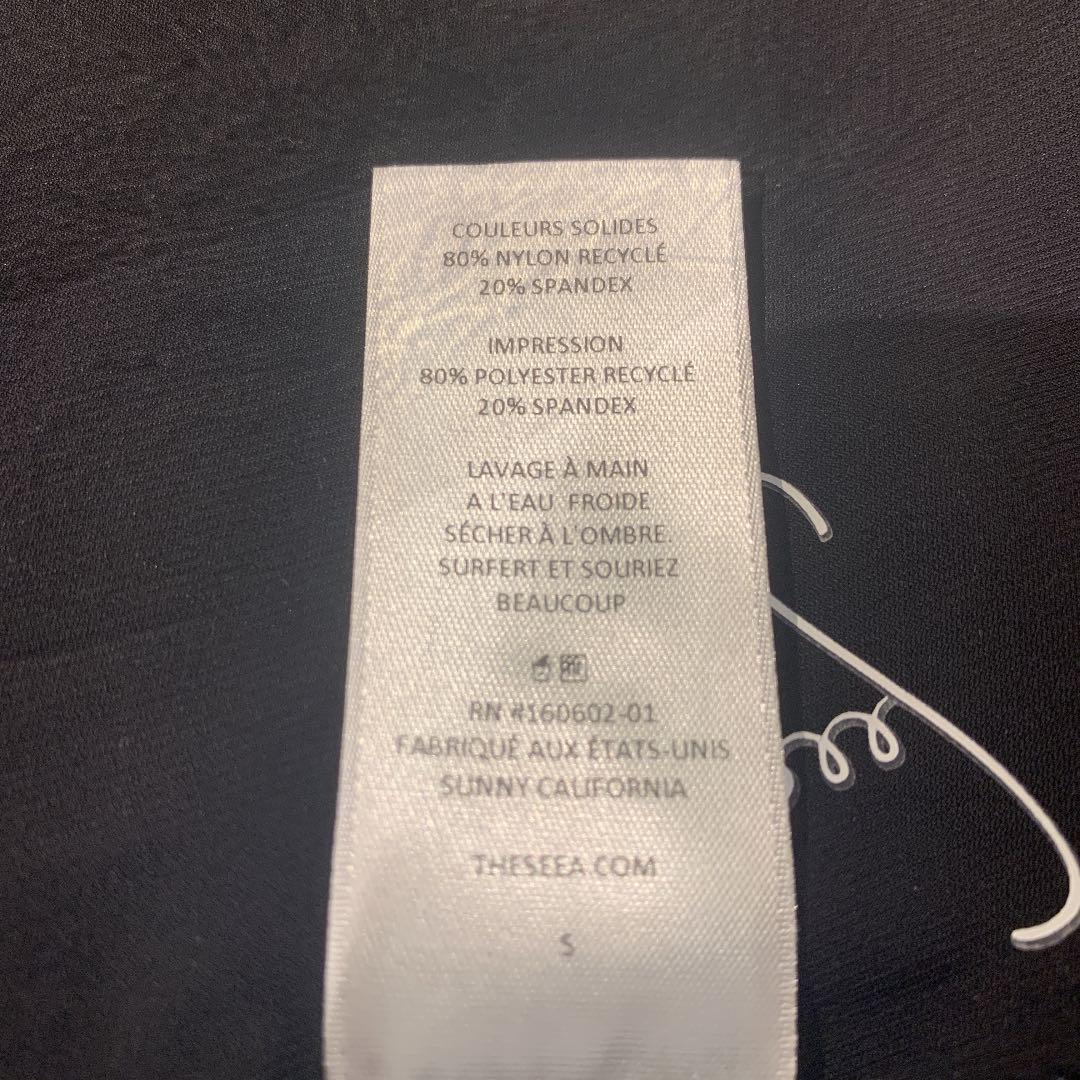 COULEURS SOLIDES
80% NYLON RECYCLÉ
20% SPANDEX
IMPRESSION
80% POLYESTER RECYCLÉ
20% SPANDEX
LAVAGE À MAIN
A L'EAU FROIDE
SÉCHER À L'OMBRE.
SURFERT ET SOURIEZ
BEAUCOUP
RN #160602-01
FABRIQUÉ AUX ÉTATS-UNIS
SUNNY CALIFORNIA
THESEEA.COM
S